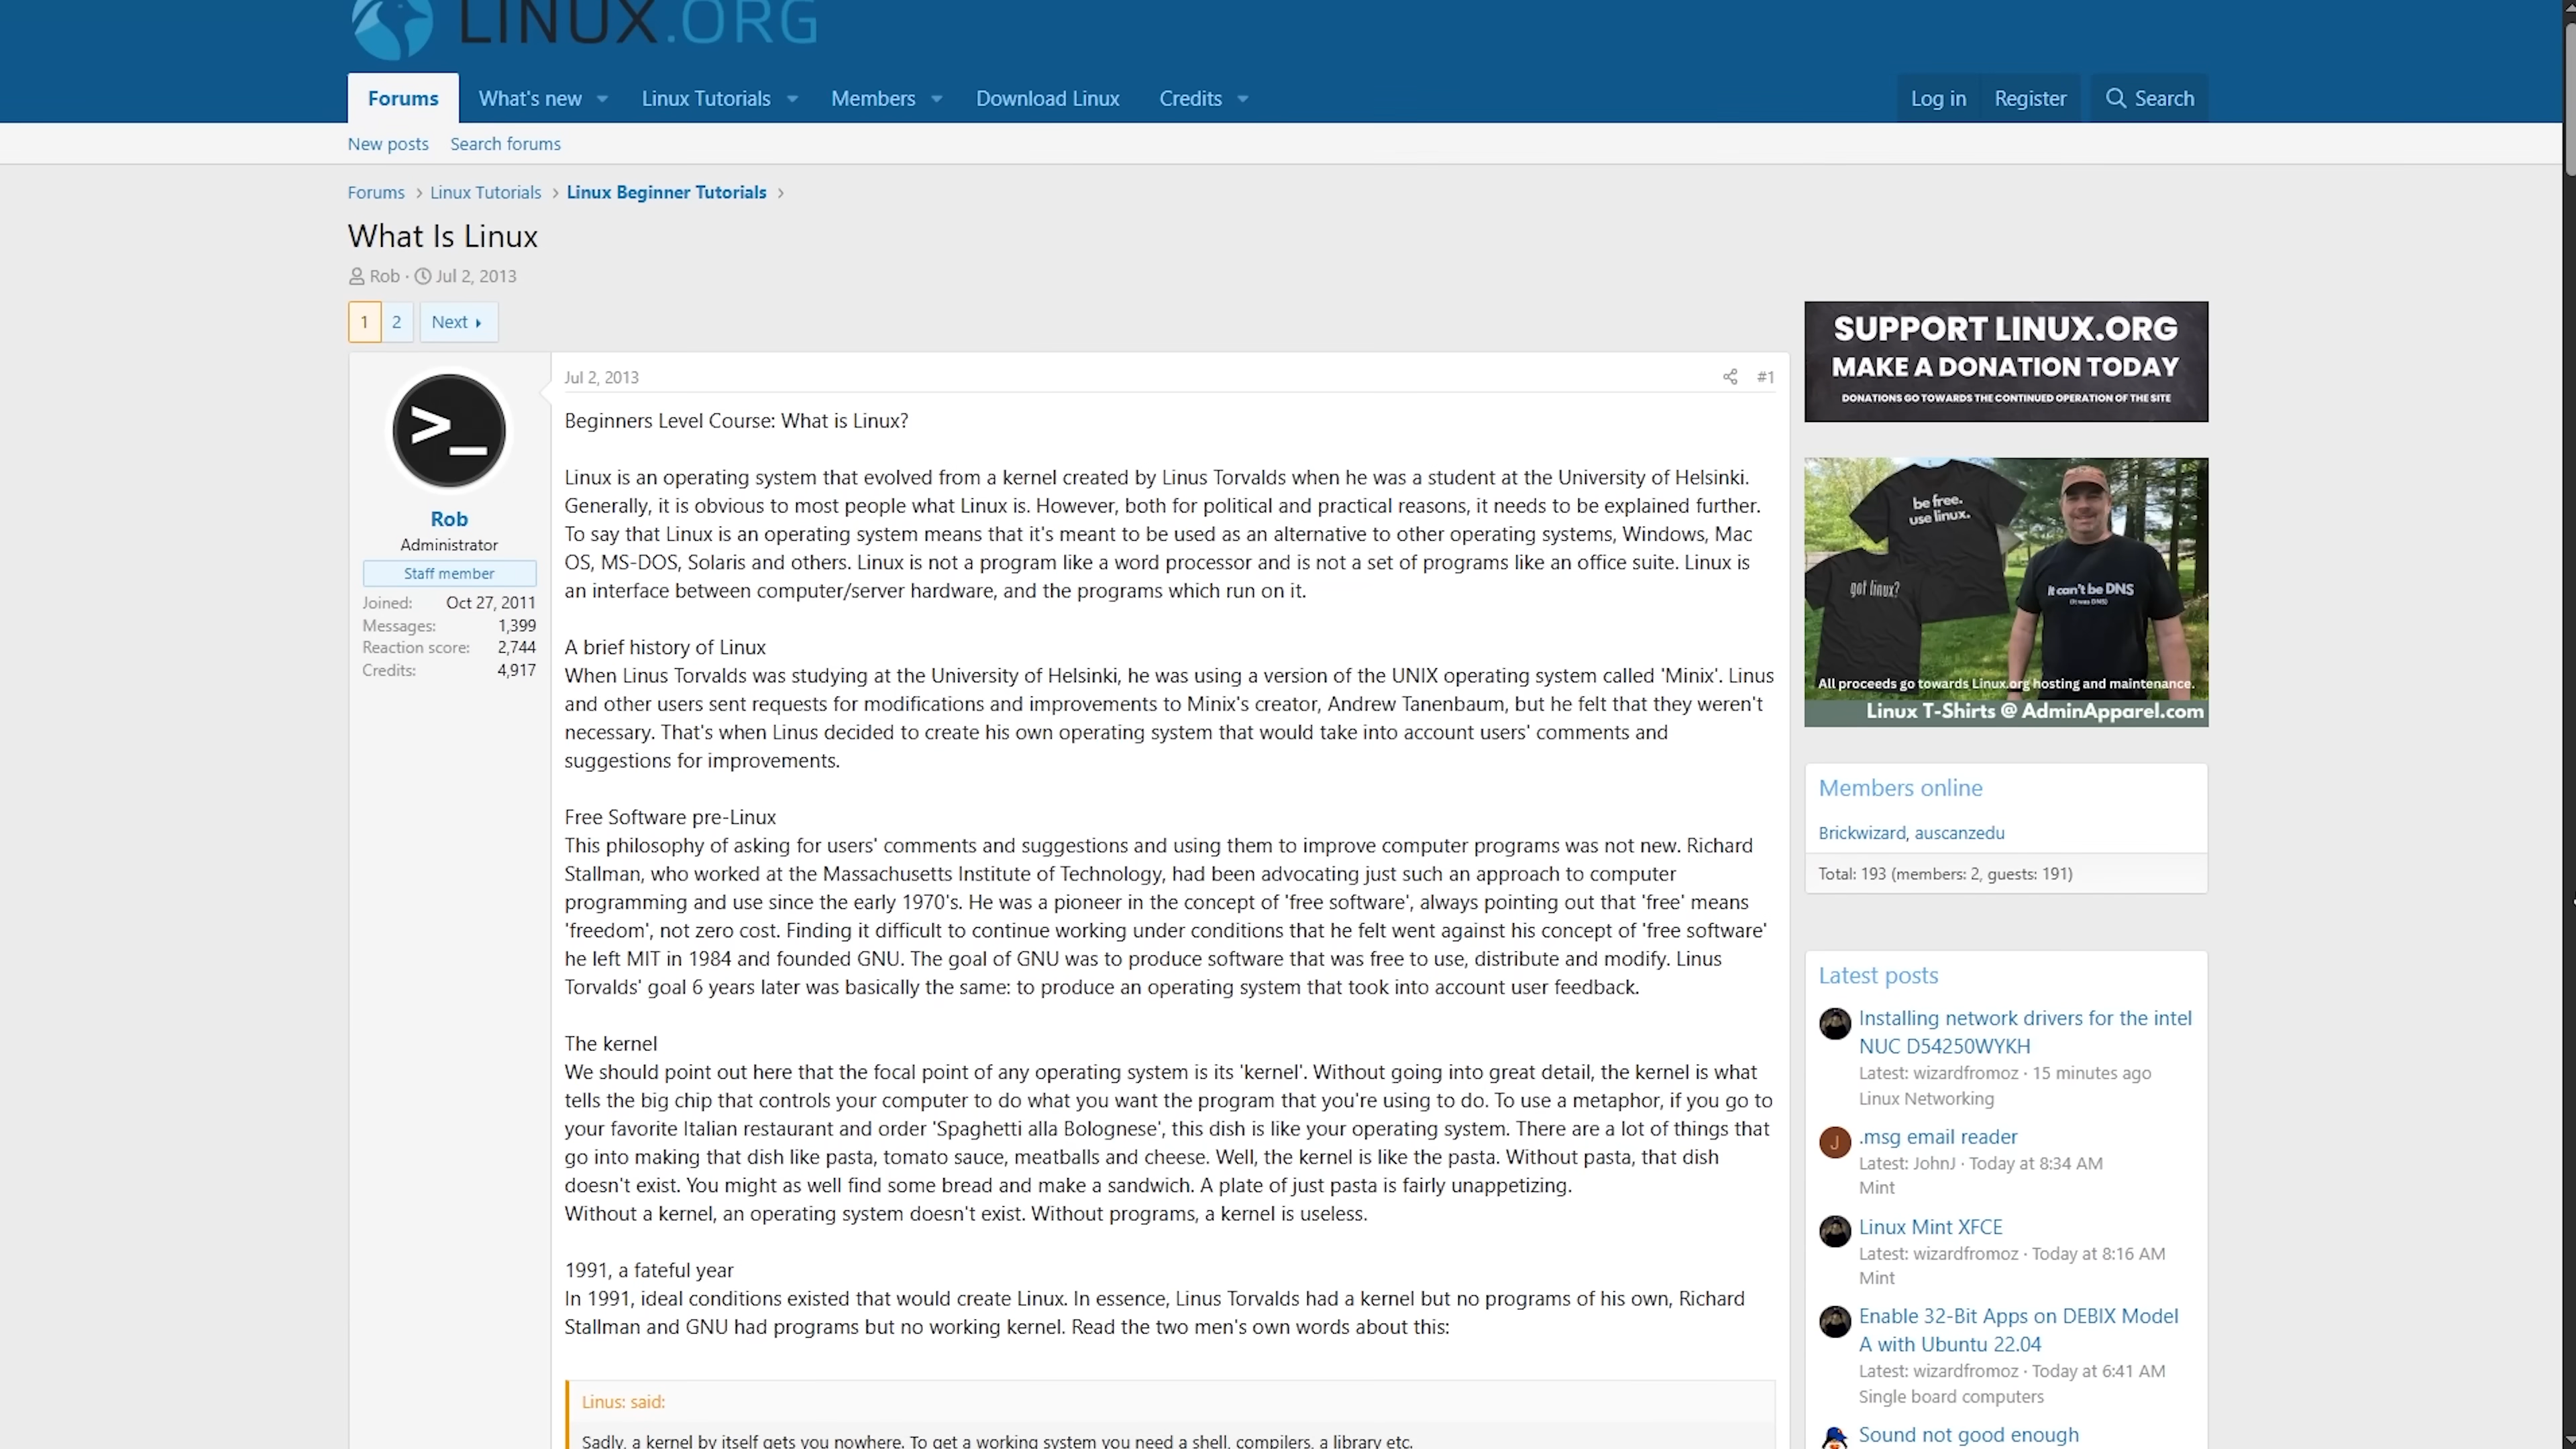 LINUX.ORG
Forums
What's new
Linux Tutorials
Members
Download Linux
Credits
Log in
Register
Search
New posts
Search forums
Forums
Linux Tutorials
Linux Beginner Tutorials
What Is Linux
Rob · Jul 2, 2013
1
2
Next
>_
Rob
Administrator
Staff member
Joined: Oct 27, 2011
Messages: 1,399
Reaction score: 2,744
Credits: 4,917
Jul 2, 2013
#1
Beginners Level Course: What is Linux?
Linux is an operating system that evolved from a kernel created by Linus Torvalds when he was a student at the University of Helsinki.
Generally, it is obvious to most people what Linux is. However, both for political and practical reasons, it needs to be explained further.
To say that Linux is an operating system means that it's meant to be used as an alternative to other operating systems, Windows, Mac
OS, MS-DOS, Solaris and others. Linux is not a program like a word processor and is not a set of programs like an office suite. Linux is
an interface between computer/server hardware, and the programs which run on it.
A brief history of Linux
When Linus Torvalds was studying at the University of Helsinki, he was using a version of the UNIX operating system called 'Minix'. Linus
and other users sent requests for modifications and improvements to Minix's creator, Andrew Tanenbaum, but he felt that they weren't
necessary. That's when Linus decided to create his own operating system that would take into account users' comments and
suggestions for improvements.
Free Software pre-Linux
This philosophy of asking for users' comments and suggestions and using them to improve computer programs was not new. Richard
Stallman, who worked at the Massachusetts Institute of Technology, had been advocating just such an approach to computer
programming and use since the early 1970's. He was a pioneer in the concept of 'free software', always pointing out that 'free' means
'freedom', not zero cost. Finding it difficult to continue working under conditions that he felt went against his concept of 'free software'
he left MIT in 1984 and founded GNU. The goal of GNU was to produce software that was free to use, distribute and modify. Linus
Torvalds' goal 6 years later was basically the same: to produce an operating system that took into account user feedback.
The kernel
We should point out here that the focal point of any operating system is its 'kernel'. Without going into great detail, the kernel is what
tells the big chip that controls your computer to do what you want the program that you're using to do. To use a metaphor, if you go to
your favorite Italian restaurant and order 'Spaghetti alla Bolognese', this dish is like your operating system. There are a lot of things that
go into making that dish like pasta, tomato sauce, meatballs and cheese. Well, the kernel is like the pasta. Without pasta, that dish
doesn't exist. You might as well find some bread and make a sandwich. A plate of just pasta is fairly unappetizing.
Without a kernel, an operating system doesn't exist. Without programs, a kernel is useless.
1991, a fateful year
In 1991, ideal conditions existed that would create Linux. In essence, Linus Torvalds had a kernel but no programs of his own, Richard
Stallman and GNU had programs but no working kernel. Read the two men's own words about this:
Linus: said:
Sadly, a kernel by itself gets you nowhere. To get a working system you need a shell, compilers, a library etc.
SUPPORT LINUX.ORG
MAKE A DONATION TODAY
DONATIONS GO TOWARDS THE CONTINUED OPERATION OF THE SITE
be free.
use linux.
got linux?
It can't be DNS
(It was DNS)
All proceeds go towards Linux.org hosting and maintenance.
Linux T-Shirts @ AdminApparel.com
Members online
Brickwizard, auscanzedu
Total: 193 (members: 2, guests: 191)
Latest posts
Installing network drivers for the intel
NUC D54250WYKH
Latest: wizardfromoz · 15 minutes ago
Linux Networking
J
.msg email reader
Latest: JohnJ · Today at 8:34 AM
Mint
Linux Mint XFCE
Latest: wizardfromoz · Today at 8:16 AM
Mint
Enable 32-Bit Apps on DEBIX Model
A with Ubuntu 22.04
Latest: wizardfromoz · Today at 6:41 AM
Single board computers
Sound not good enough